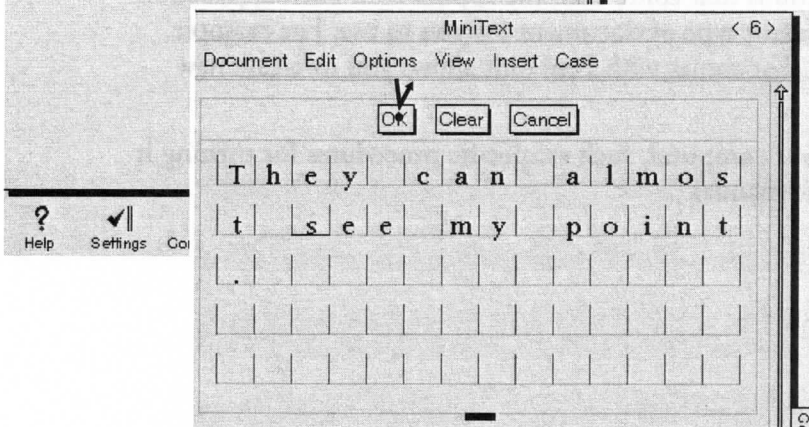 MiniText < 6 >
Document Edit Options View Insert Case
OK Clear Cancel
They can almos
t see my point
.
?
Help Settings